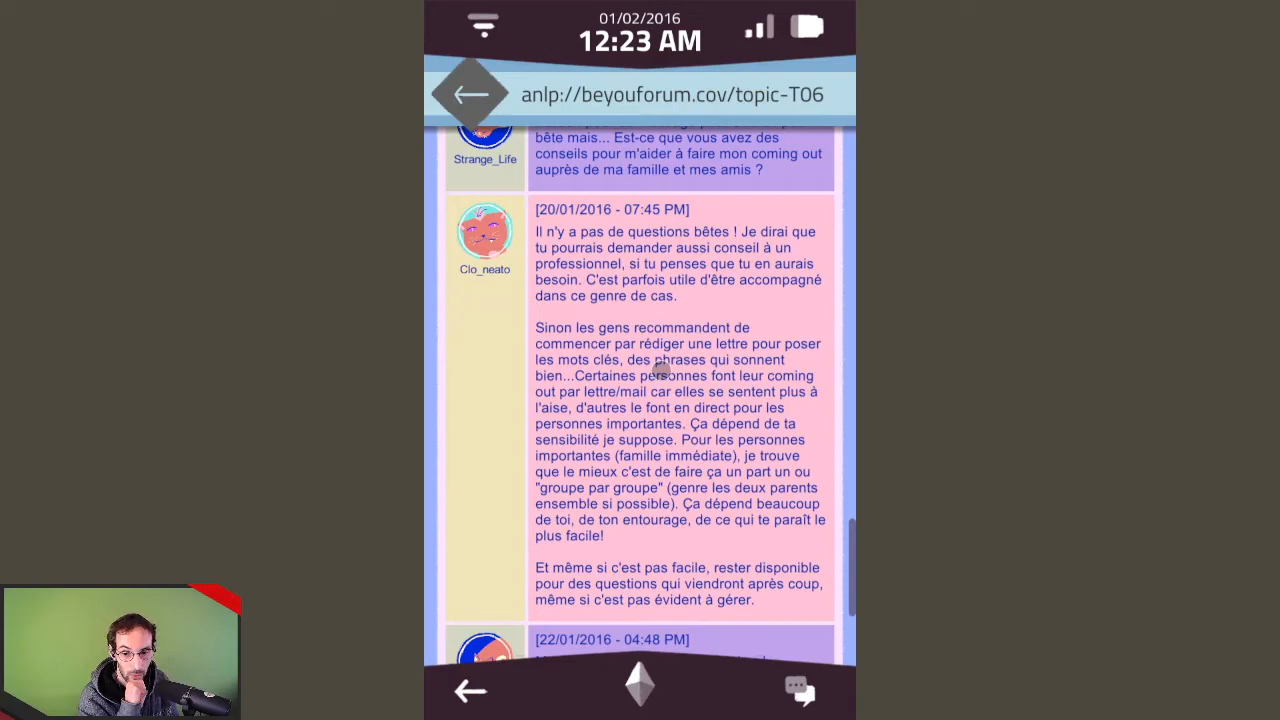 01/02/2016
12:23 AM
anlp://beyouforum.cov/topic-T06
bête mais... Est-ce que vous avez des
conseils pour m'aider à faire mon coming out
auprès de ma famille et mes amis ?
Strange_Life
[20/01/2016 - 07:45 PM]
Il n'y a pas de questions bêtes ! Je dirai que
tu pourrais demander aussi conseil à un
professionnel, si tu penses que tu en aurais
besoin. C'est parfois utile d'être accompagné
dans ce genre de cas.
Clo_neato
Sinon les gens recommandent de
commencer par rédiger une lettre pour poser
les mots clés, des phrases qui sonnent
bien...Certaines personnes font leur coming
out par lettre/mail car elles se sentent plus à
l'aise, d'autres le font en direct pour les
personnes importantes. Ça dépend de ta
sensibilité je suppose. Pour les personnes
importantes (famille immédiate), je trouve
que le mieux c'est de faire ça un part un ou
"groupe par groupe" (genre les deux parents
ensemble si possible). Ça dépend beaucoup
de toi, de ton entourage, de ce qui te paraît le
plus facile!
Et même si c'est pas facile, rester disponible
pour des questions qui viendront après coup,
même si c'est pas évident à gérer.
[22/01/2016 - 04:48 PM]